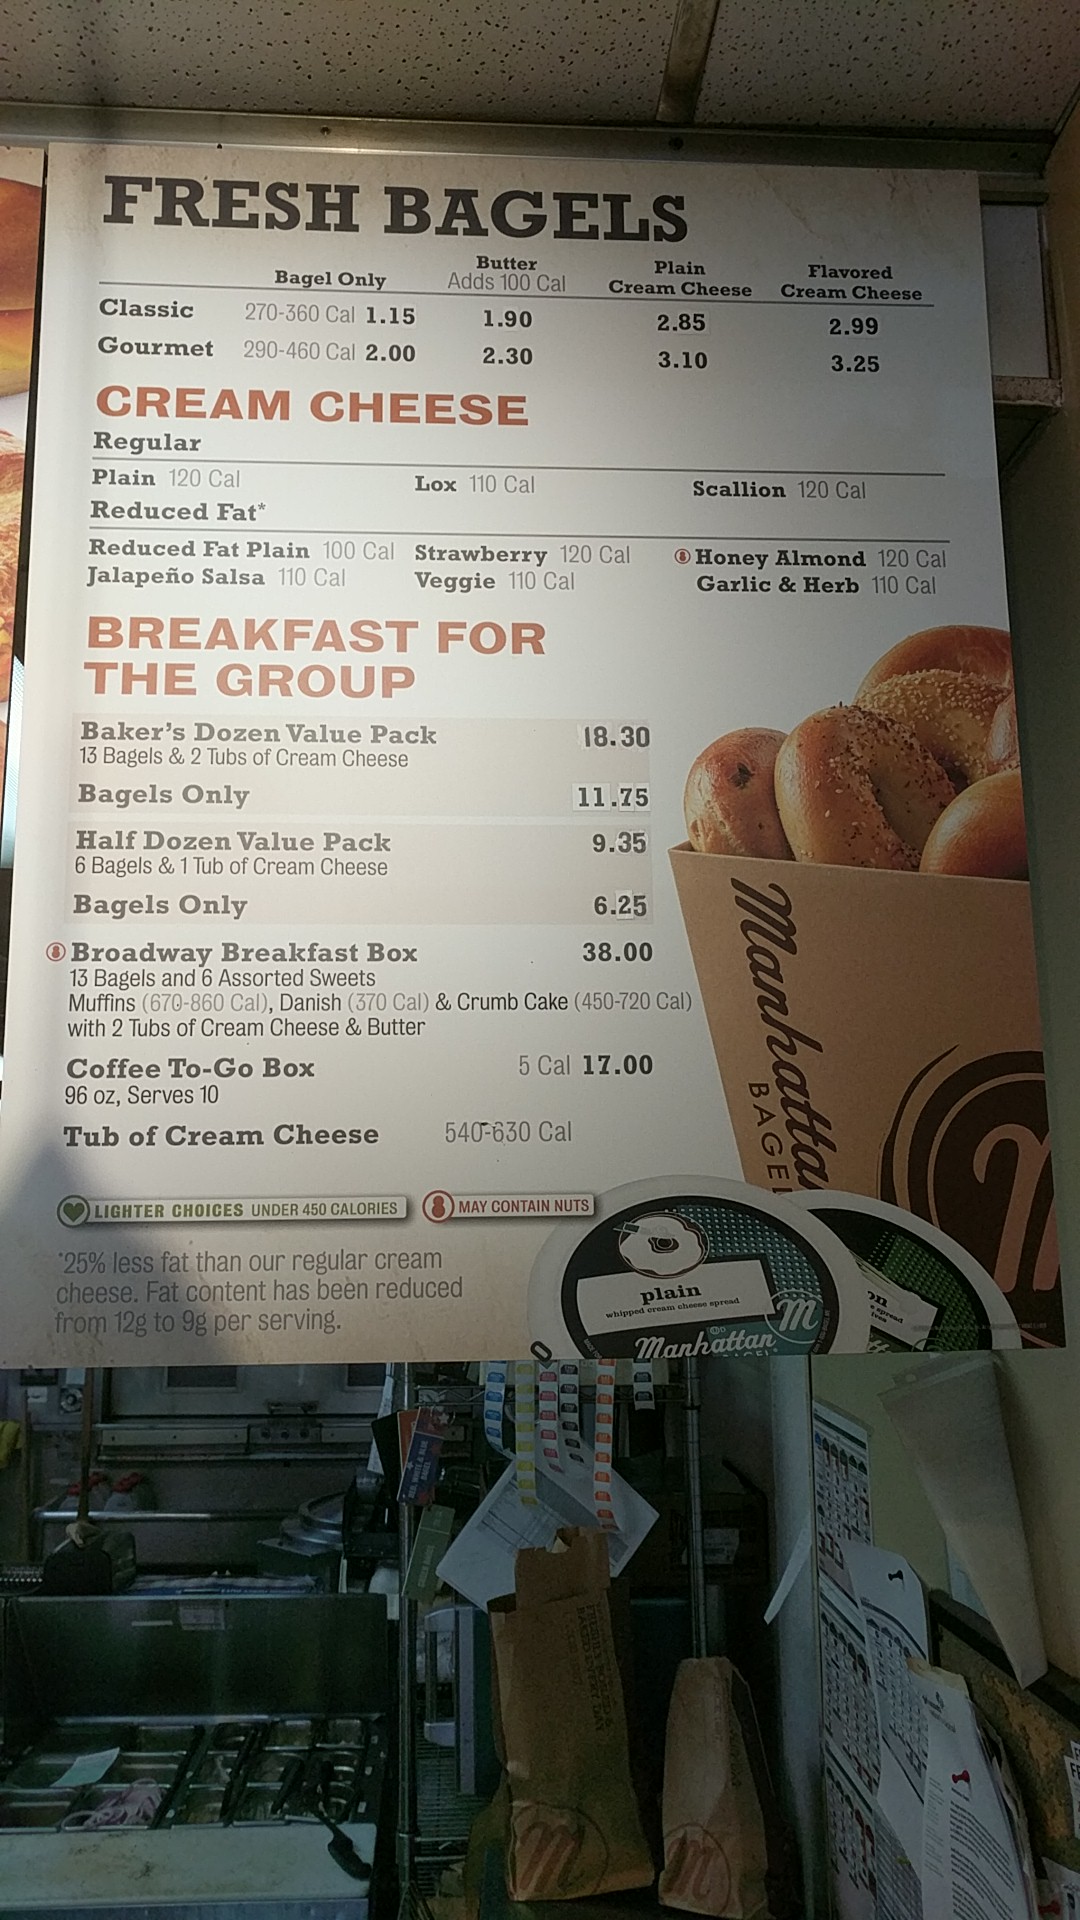 FRESH BAGELS
Bagel Only Butter Adds 100 Cal Plain Cream Cheese Flavored Cream Cheese
Classic 270-360 Cal 1.15 1.90 2.85 2.99
Gourmet 290-460 Cal 2.00 2.30 3.10 3.25
CREAM CHEESE
Regular
Plain 120 Cal Lox 110 Cal Scallion 120 Cal
Reduced Fat*
Reduced Fat Plain 100 Cal Strawberry 120 Cal Honey Almond 120 Cal
Jalapeño Salsa 110 Cal Veggie 110 Cal Garlic & Herb 110 Cal
BREAKFAST FOR
THE GROUP
Baker's Dozen Value Pack 18.30
13 Bagels & 2 Tubs of Cream Cheese
Bagels Only 11.75
Half Dozen Value Pack 9.35
6 Bagels & 1 Tub of Cream Cheese
Bagels Only 6.25
Broadway Breakfast Box 38.00
13 Bagels and 6 Assorted Sweets
Muffins (670-860 Cal), Danish (370 Cal) & Crumb Cake (450-720 Cal)
with 2 Tubs of Cream Cheese & Butter
Coffee To-Go Box 5 Cal 17.00
96 oz, Serves 10
Tub of Cream Cheese 540-630 Cal
LIGHTER CHOICES UNDER 450 CALORIES MAY CONTAIN NUTS
*25% less fat than our regular cream
cheese. Fat content has been reduced
from 12g to 9g per serving.
Manhattan
BAGEL
M
plain
whipped cream cheese spread
M
Manhattan